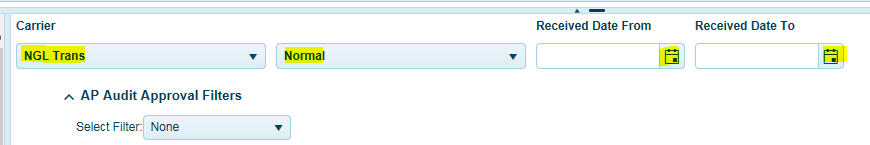 Carrier Received Date From Received Date To
NGL Trans Normal
AP Audit Approval Filters
Select Filter: None